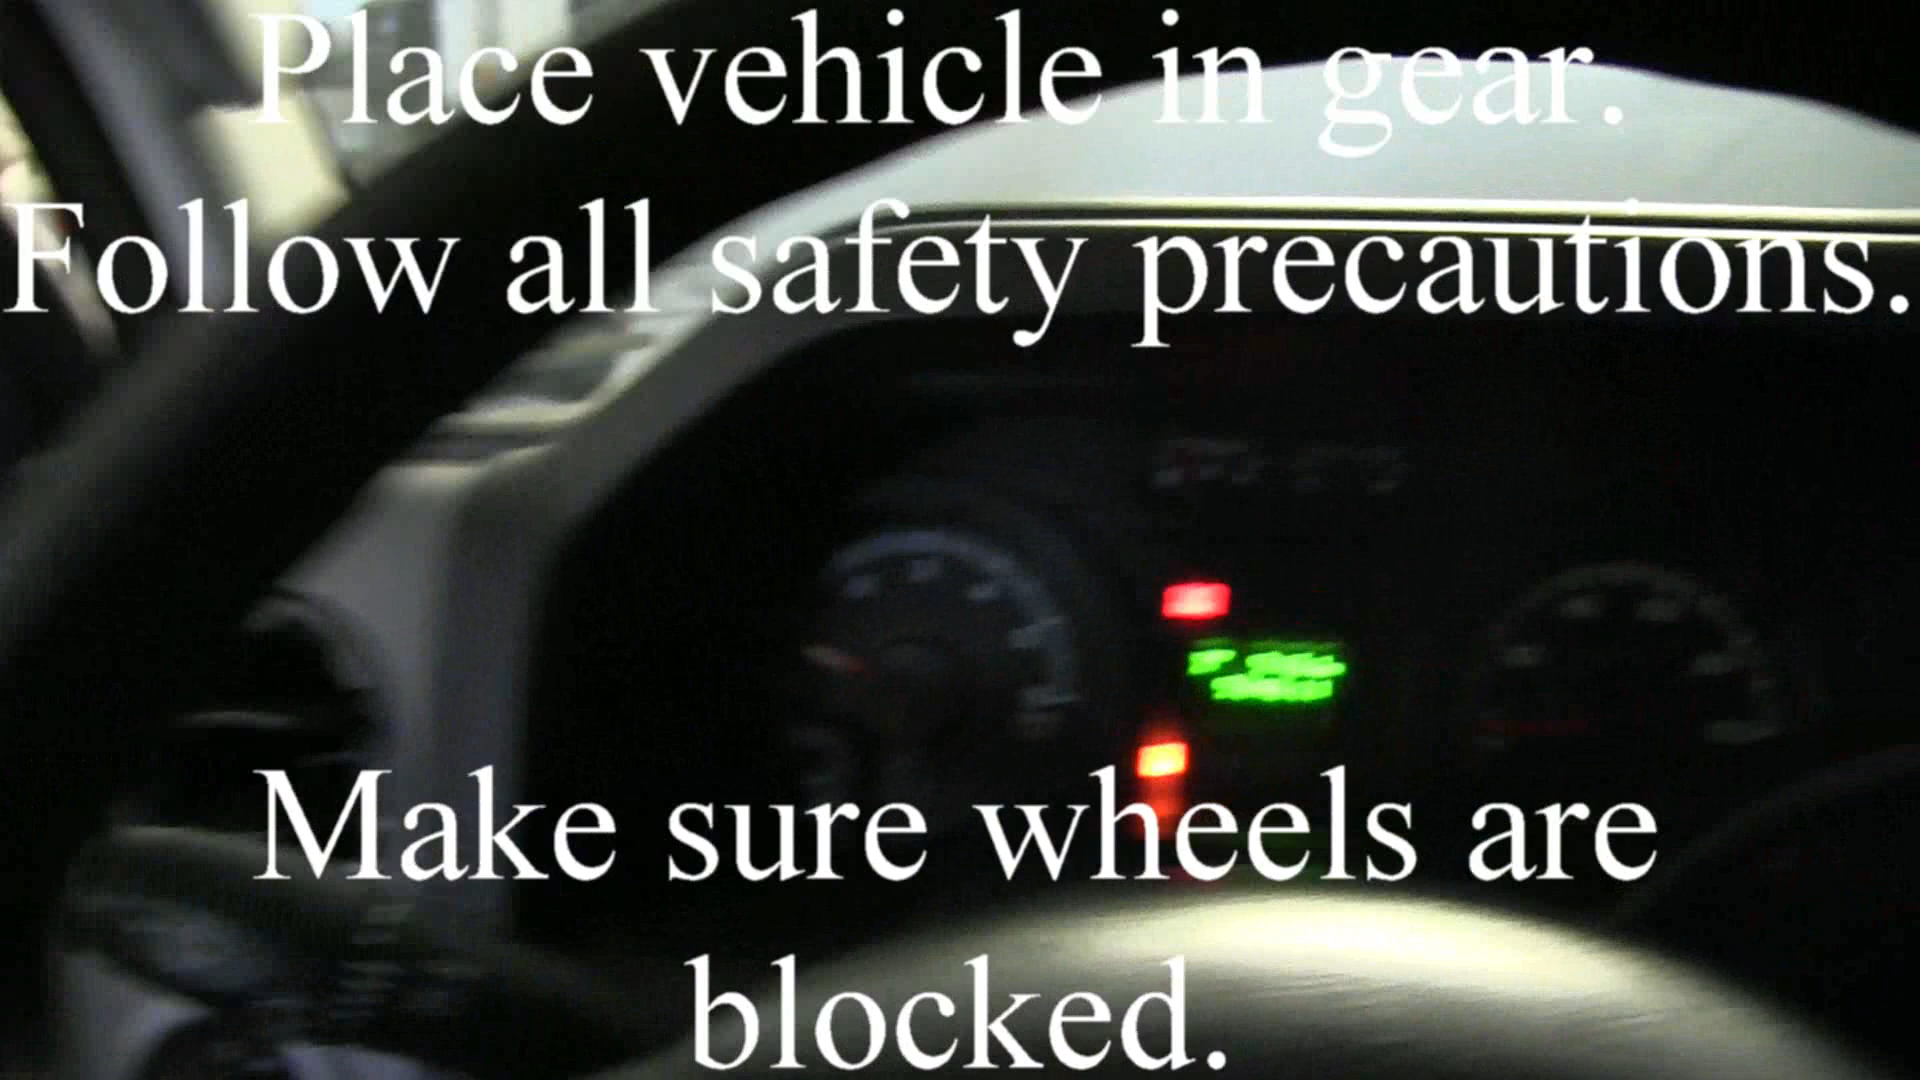 Place vehicle in gear.
Follow all safety precautions.
Make sure wheels are
blocked.